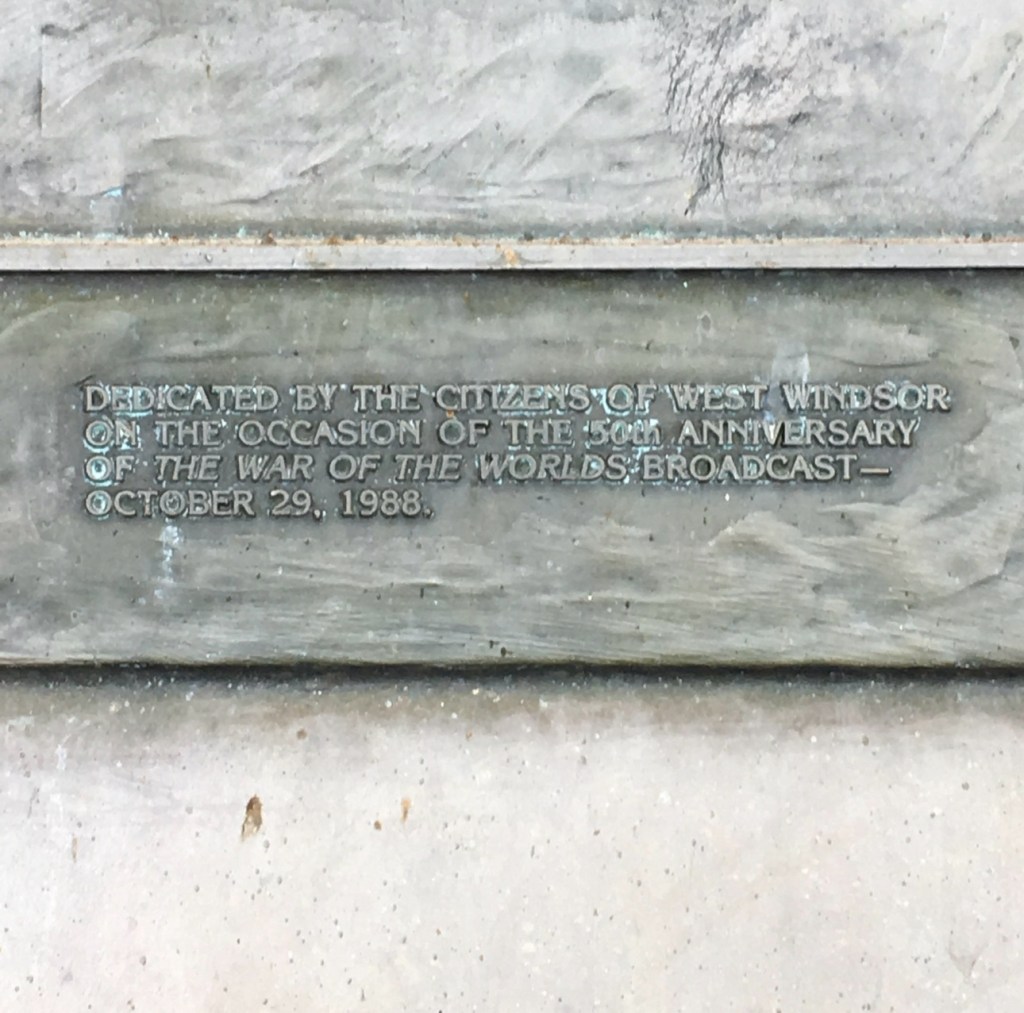 DEDICATED BY THE CITIZENS OF WEST WINDSOR
ON THE OCCASION OF THE 50th ANNIVERSARY
OF THE WAR OF THE WORLDS BROADCAST—
OCTOBER 29, 1988.